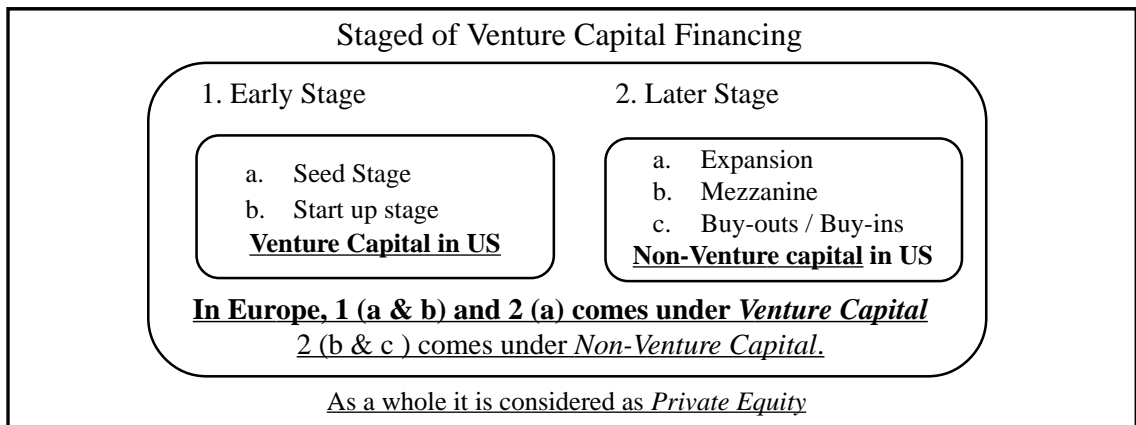 Staged of Venture Capital Financing
1. Early Stage
a. Seed Stage
b. Start up stage
Venture Capital in US
2. Later Stage
a. Expansion
b. Mezzanine
c. Buy-outs / Buy-ins
Non-Venture capital in US
In Europe, 1 (a & b) and 2 (a) comes under Venture Capital
2 (b & c ) comes under Non-Venture Capital.
As a whole it is considered as Private Equity